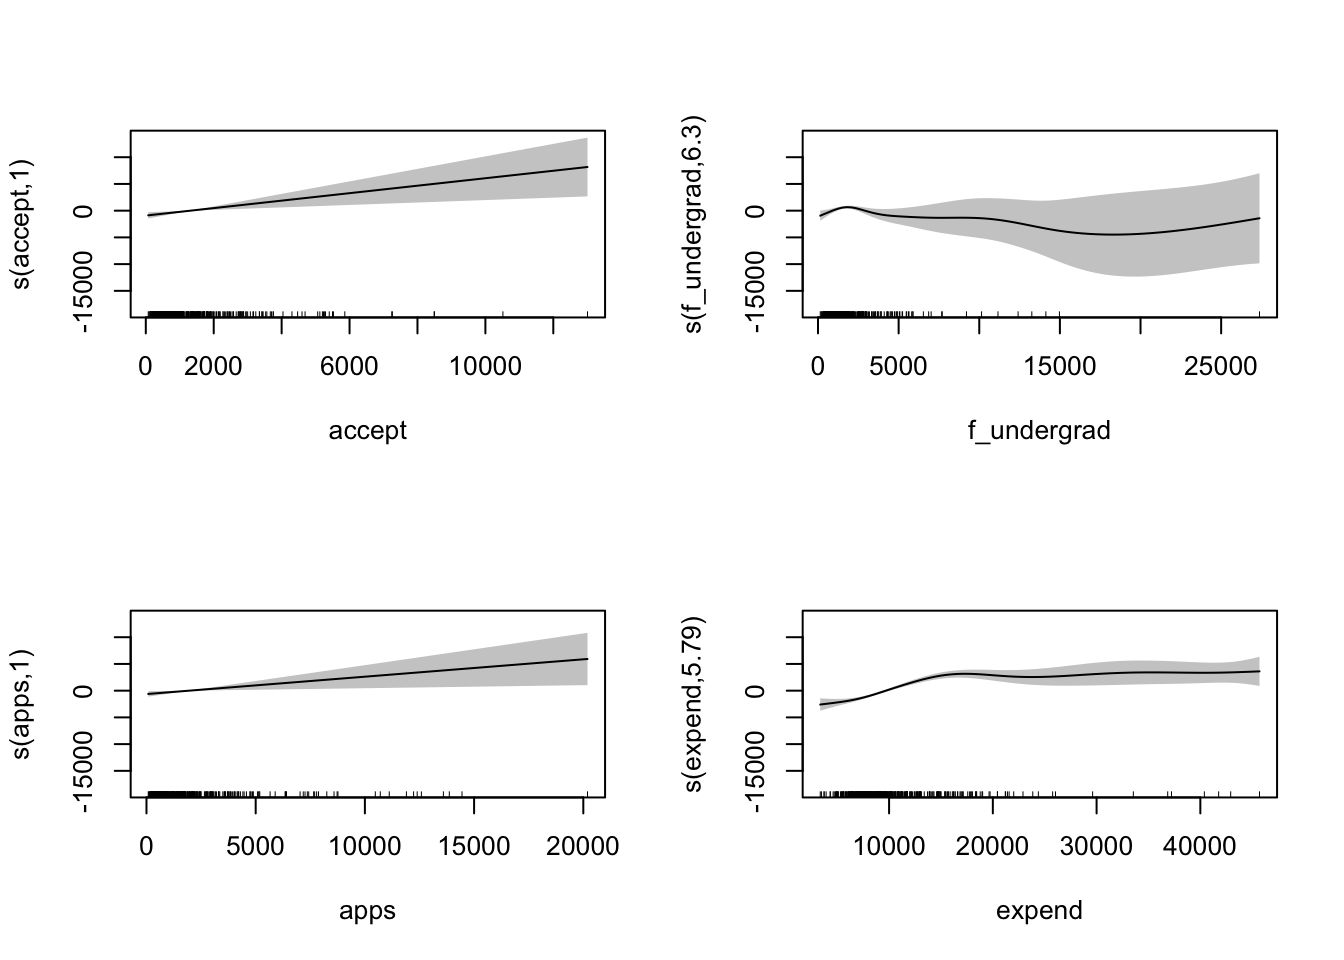 s(accept,1)
0
-15000
0 2000 6000 10000
accept
s(f_undergrad,6.3)
0
-15000
0 5000 15000 25000
f_undergrad
s(apps,1)
0
-15000
0 5000 10000 15000 20000
apps
s(expend,5.79)
0
-15000
10000 20000 30000 40000
expend